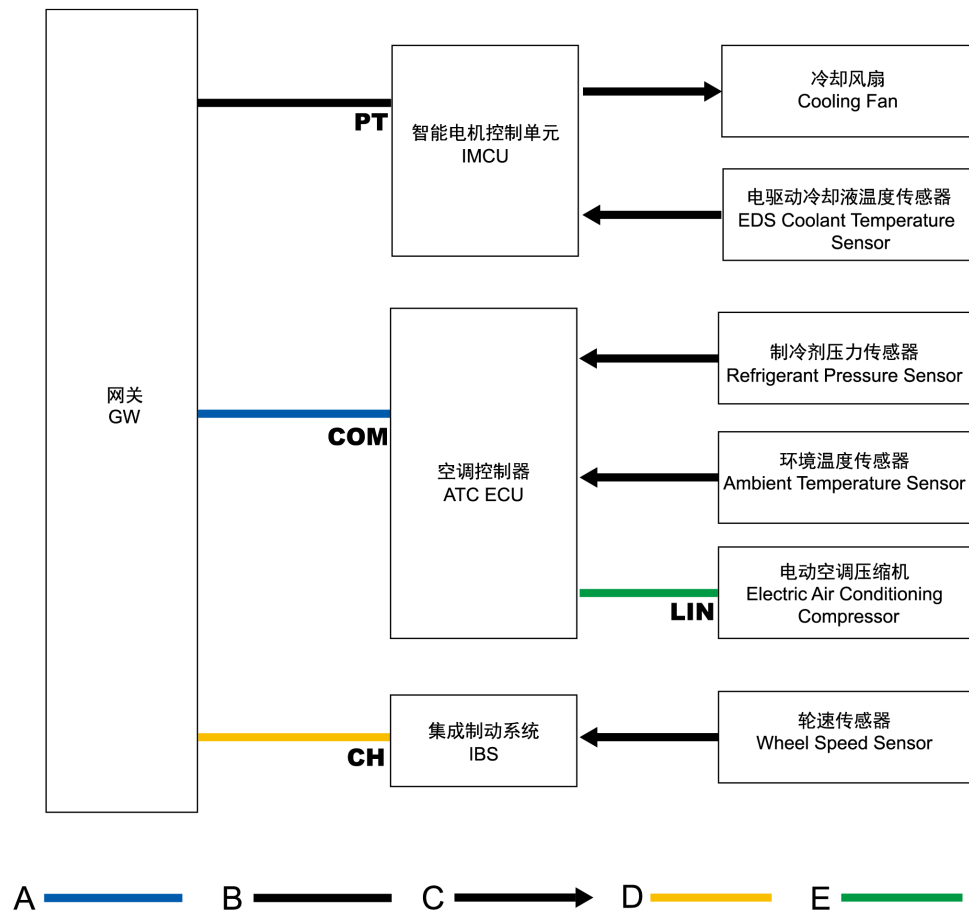 网关
GW
PT
智能电机控制单元
IMCU
冷却风扇
Cooling Fan
电驱动冷却液温度传感器
EDS Coolant Temperature
Sensor
COM
空调控制器
ATC ECU
制冷剂压力传感器
Refrigerant Pressure Sensor
环境温度传感器
Ambient Temperature Sensor
LIN
电动空调压缩机
Electric Air Conditioning
Compressor
CH
集成制动系统
IBS
轮速传感器
Wheel Speed Sensor
A B C D E